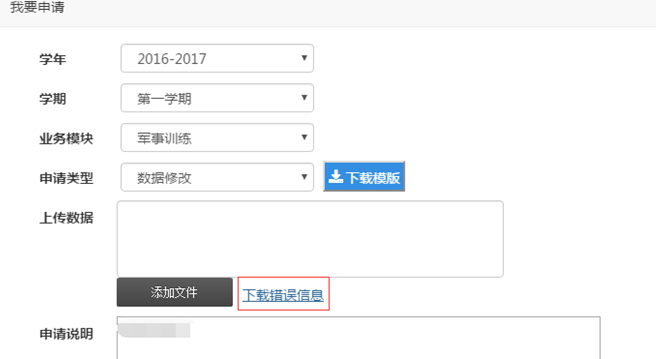 我要申请
学年 2016-2017
学期 第一学期
业务模块 军事训练
申请类型 数据修改 下载模版
上传数据
添加文件 下载错误信息
申请说明